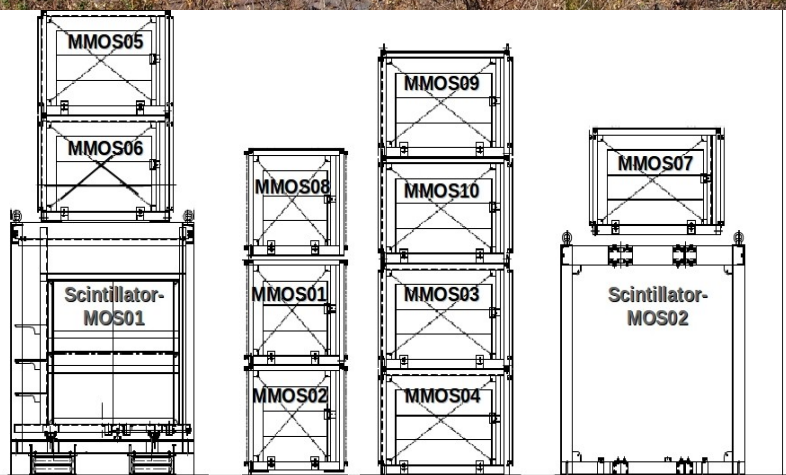 MMOS05
MMOS06
Scintillator-
MOS01
MMOS08
MMOS01
MMOS02
MMOS09
MMOS10
MMOS03
MMOS04
MMOS07
Scintillator-
MOS02